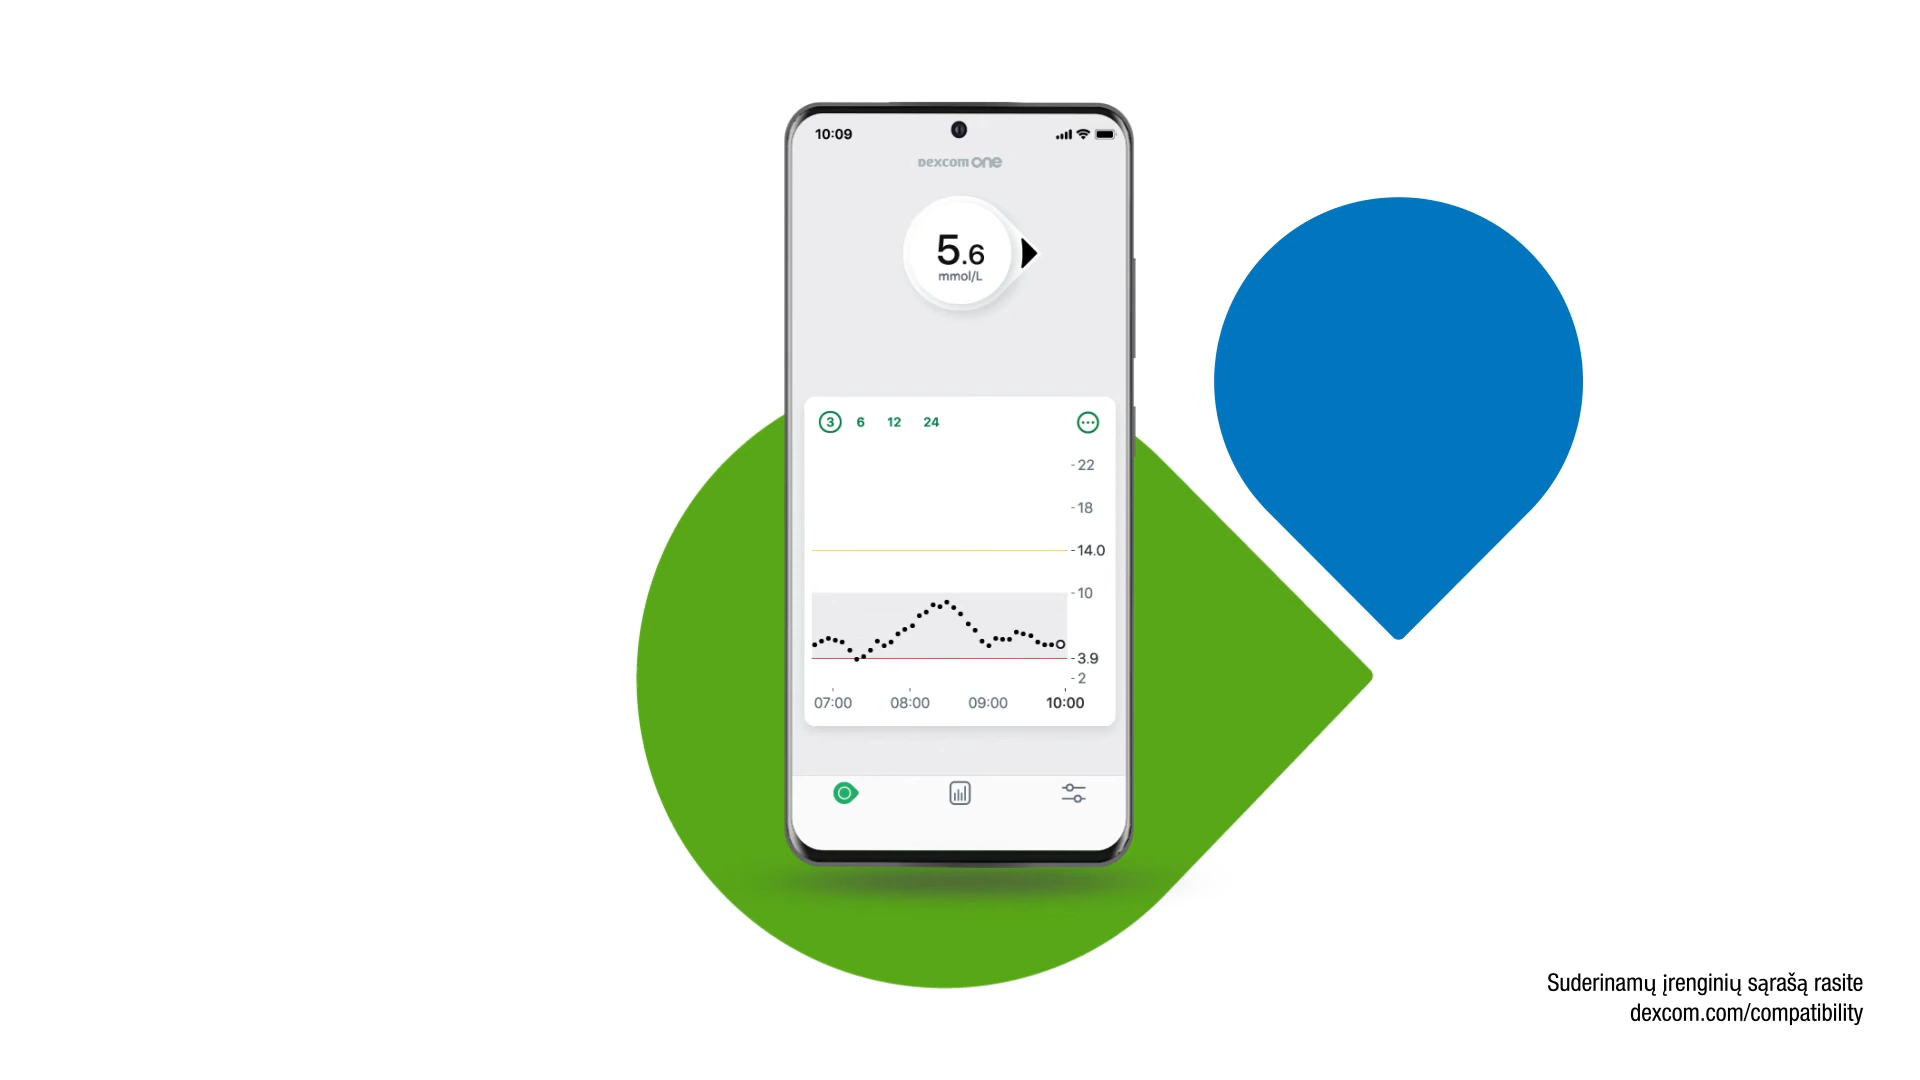 10:09
DEXCOM ONE
5.6
mmol/L
3 6 12 24
22
18
14.0
10
3.9
2
07:00 08:00 09:00 10:00
Suderinamų įrenginių sąrašą rasite
dexcom.com/compatibility